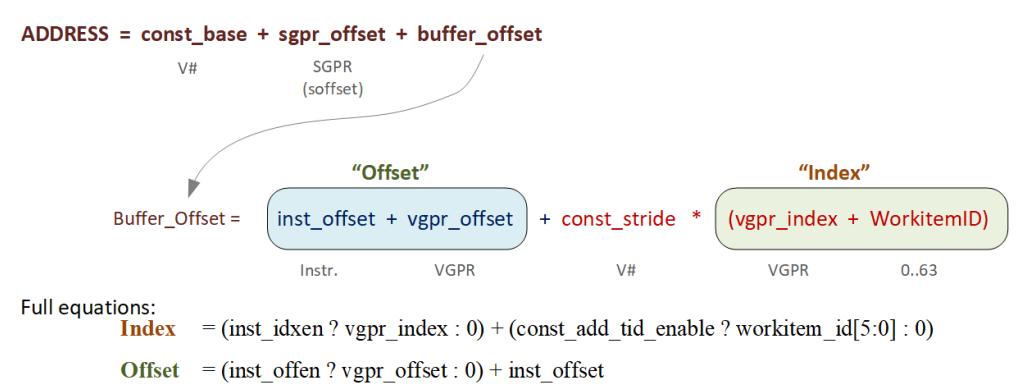 ADDRESS = const_base + sgpr_offset + buffer_offset
V# SGPR
(soffset)
“Offset” “Index”
Buffer_Offset = inst_offset + vgpr_offset + const_stride * (vgpr_index + WorkitemID)
Instr. VGPR V# VGPR 0..63
Full equations:
Index = (inst_idxen ? vgpr_index : 0) + (const_add_tid_enable ? workitem_id[5:0] : 0)
Offset = (inst_offen ? vgpr_offset : 0) + inst_offset